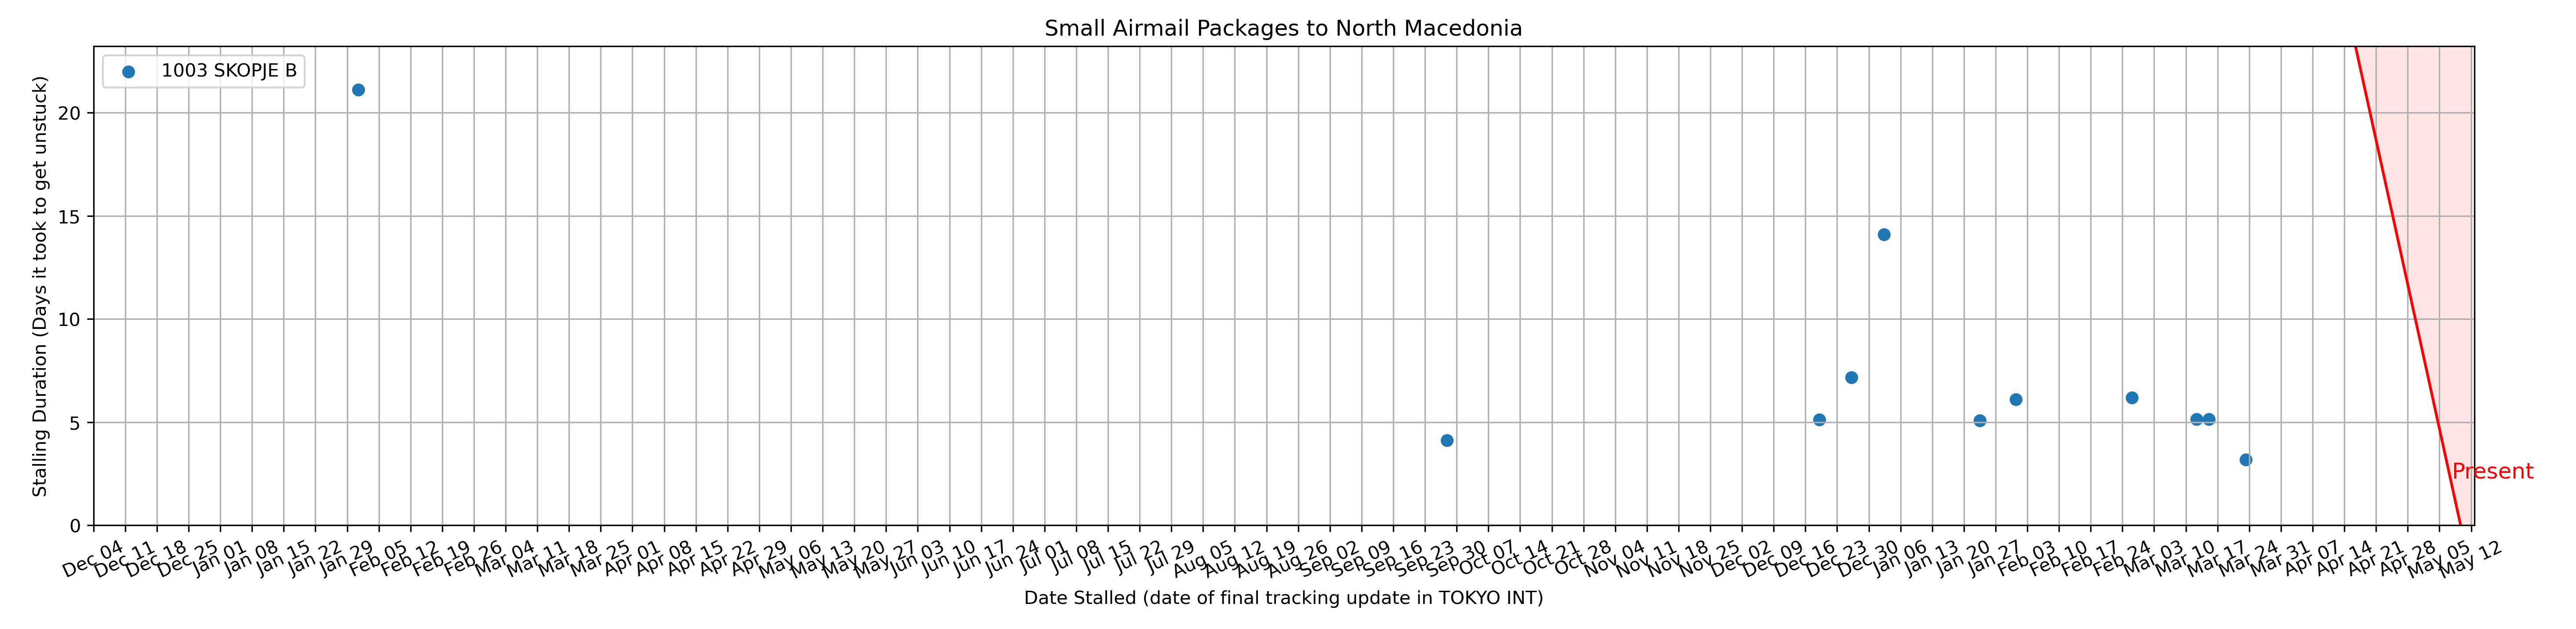 Small Airmail Packages to North Macedonia
1003 SKOPJE B
Stalling Duration (Days it took to get unstuck)
20
15
10
5
0
Present
Dec 04
Dec 11
Dec 18
Dec 25
Jan 01
Jan 08
Jan 15
Jan 22
Jan 29
Feb 05
Feb 12
Feb 19
Feb 26
Mar 04
Mar 11
Mar 18
Mar 25
Apr 01
Apr 08
Apr 15
Apr 22
Apr 29
May 06
May 13
May 20
May 27
Jun 03
Jun 10
Jun 17
Jun 24
Jul 01
Jul 08
Jul 15
Jul 22
Jul 29
Aug 05
Aug 12
Aug 19
Aug 26
Sep 02
Sep 09
Sep 16
Sep 23
Sep 30
Oct 07
Oct 14
Oct 21
Oct 28
Nov 04
Nov 11
Nov 18
Nov 25
Dec 02
Dec 09
Dec 16
Dec 23
Dec 30
Jan 06
Jan 13
Jan 20
Jan 27
Feb 03
Feb 10
Feb 17
Feb 24
Mar 03
Mar 10
Mar 17
Mar 24
Mar 31
Apr 07
Apr 14
Apr 21
Apr 28
May 05
May 12
Date Stalled (date of final tracking update in TOKYO INT)